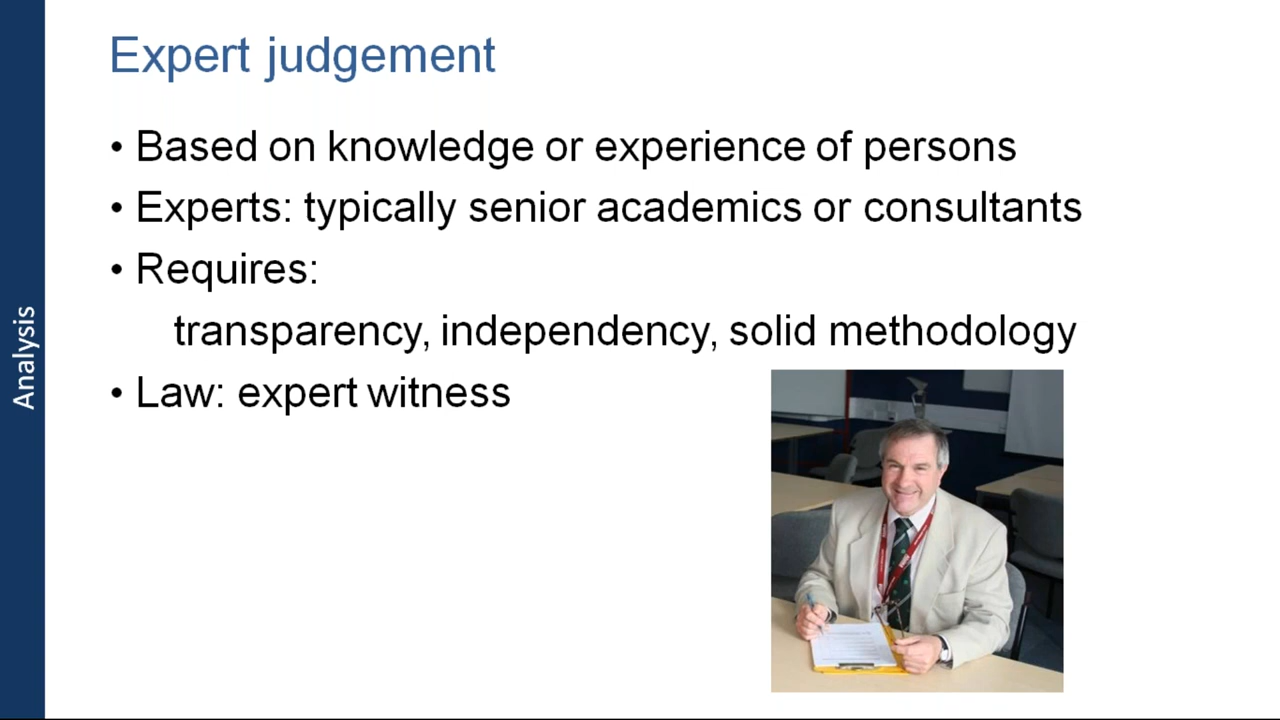 Expert judgement
• Based on knowledge or experience of persons
• Experts: typically senior academics or consultants
• Requires:
transparency, independency, solid methodology
• Law: expert witness
Analysis